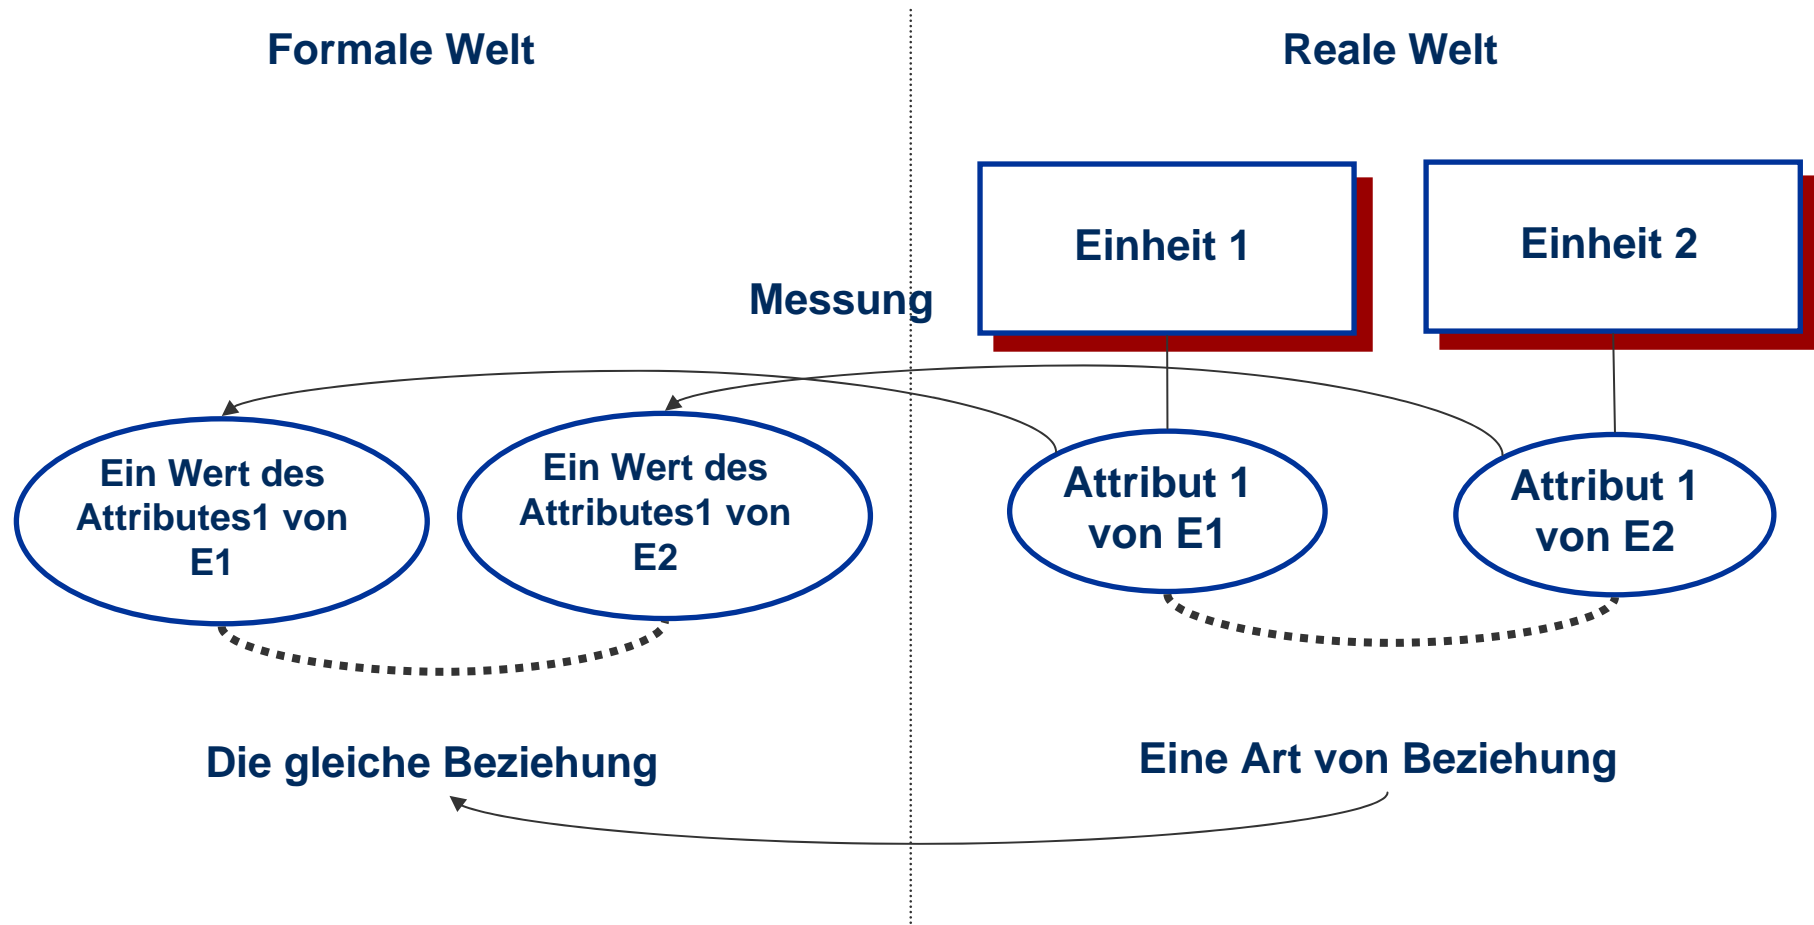 Formale Welt
Reale Welt
Einheit 1
Einheit 2
Messung
Ein Wert des
Attributes1 von
E1
Ein Wert des
Attributes1 von
E2
Attribut 1
von E1
Attribut 1
von E2
Die gleiche Beziehung
Eine Art von Beziehung